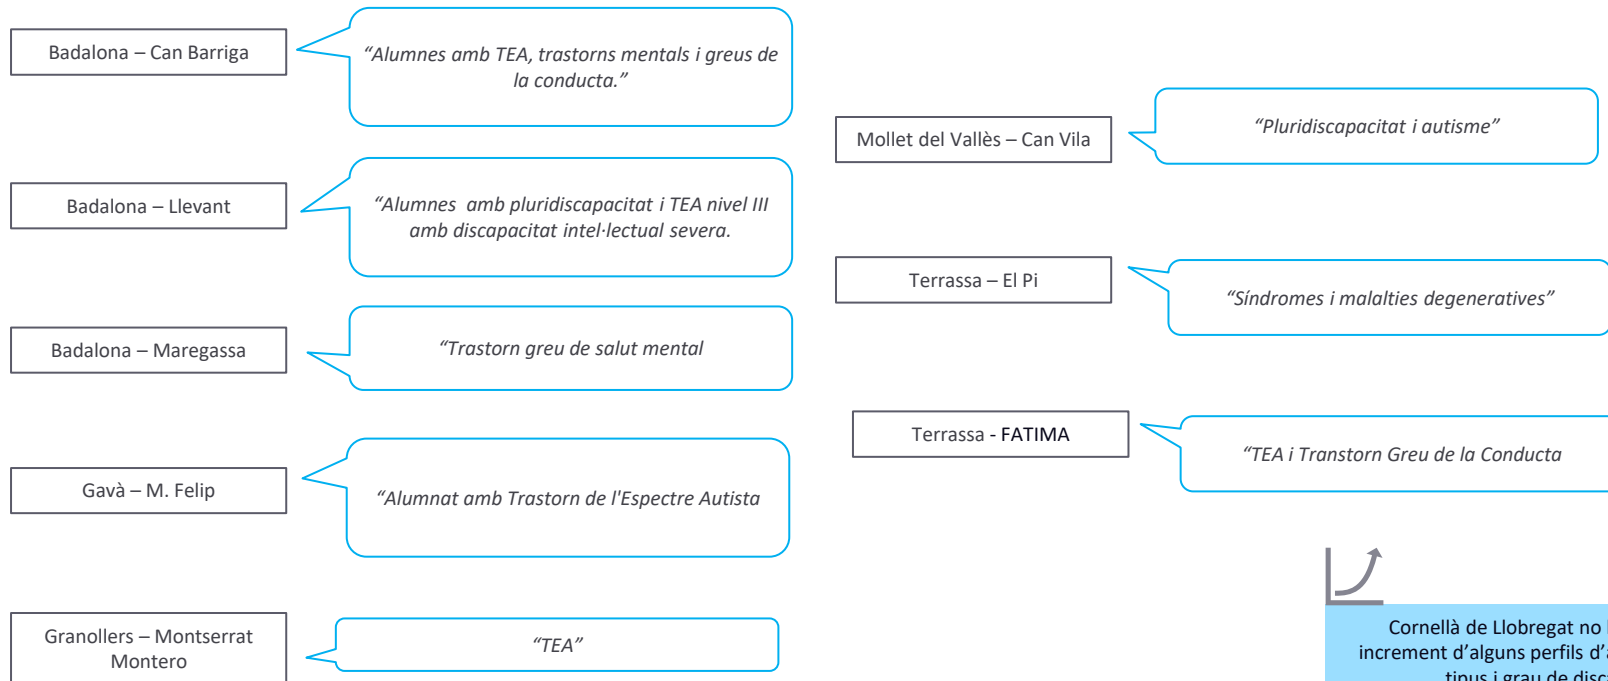 Badalona – Can Barriga
“Alumnes amb TEA, trastorns mentals i greus de
la conducta.”
Badalona – Llevant
“Alumnes amb pluridiscapacitat i TEA nivel III
amb discapacitat intel·lectual severa.
Badalona – Maregassa
“Trastorn greu de salut mental
Gavà – M. Felip
“Alumnat amb Trastorn de l'Espectre Autista
Granollers – Montserrat
Montero
“TEA”
Mollet del Vallès – Can Vila
“Pluridiscapacitat i autisme”
Terrassa – El Pi
“Síndromes i malalties degeneratives”
Terrassa - FATIMA
“TEA i Transtorn Greu de la Conducta
Cornellà de Llobregat no
increment d’alguns perfils
tipus i grau de